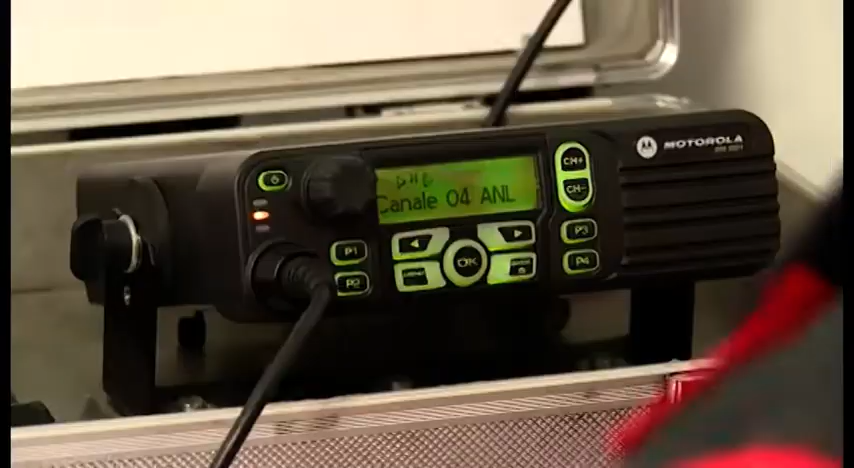 MOTOROLA
CH+
Canale 04 ANL
CH-
P1
P3
OK
P2
P4